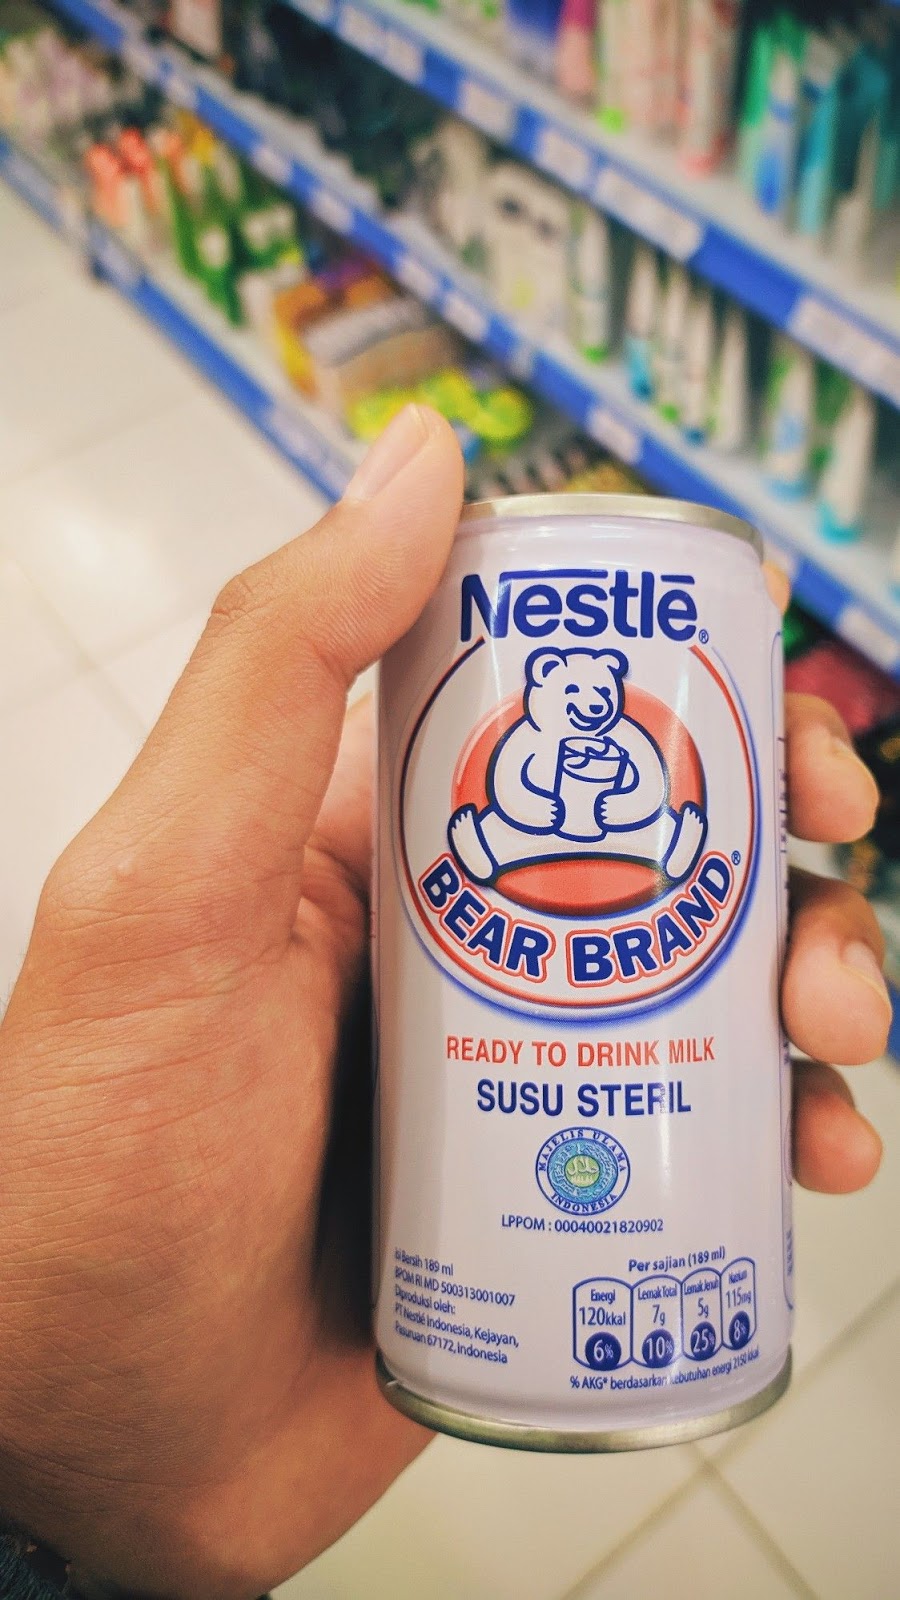 Nestlé®
BEAR BRAND®
READY TO DRINK MILK
SUSU STERIL
MAJELIS ULAMA
حلال
INDONESIA
LPPOM : 00040021820902
Isi Bersih 189 ml
BPOM RI MD 500313001007
Diproduksi oleh:
PT Nestlé Indonesia, Kejayan,
Pasuruan 67172, Indonesia
Per sajian (189 ml)
Energi Lemak Total Lemak Jenuh Natrium
120kkal 7g 5g 115mg
6% 10% 25% 8%
% AKG* berdasarkan kebutuhan energi 2150 kkal